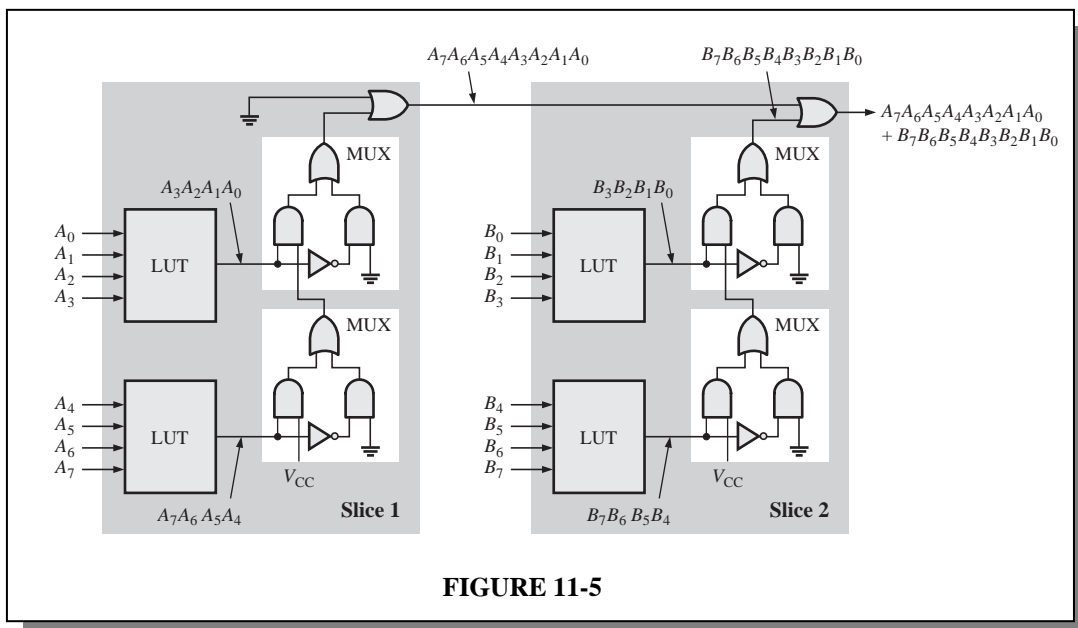 A₇A₆A₅A₄A₃A₂A₁A₀
B₇B₆B₅B₄B₃B₂B₁B₀
A₇A₆A₅A₄A₃A₂A₁A₀
+ B₇B₆B₅B₄B₃B₂B₁B₀
MUX
MUX
A₃A₂A₁A₀
B₃B₂B₁B₀
A₀
A₁
A₂
A₃
LUT
B₀
B₁
B₂
B₃
LUT
MUX
MUX
A₄
A₅
A₆
A₇
LUT
B₄
B₅
B₆
B₇
LUT
V_CC
V_CC
A₇A₆ A₅A₄
Slice 1
B₇B₆ B₅B₄
Slice 2
FIGURE 11-5